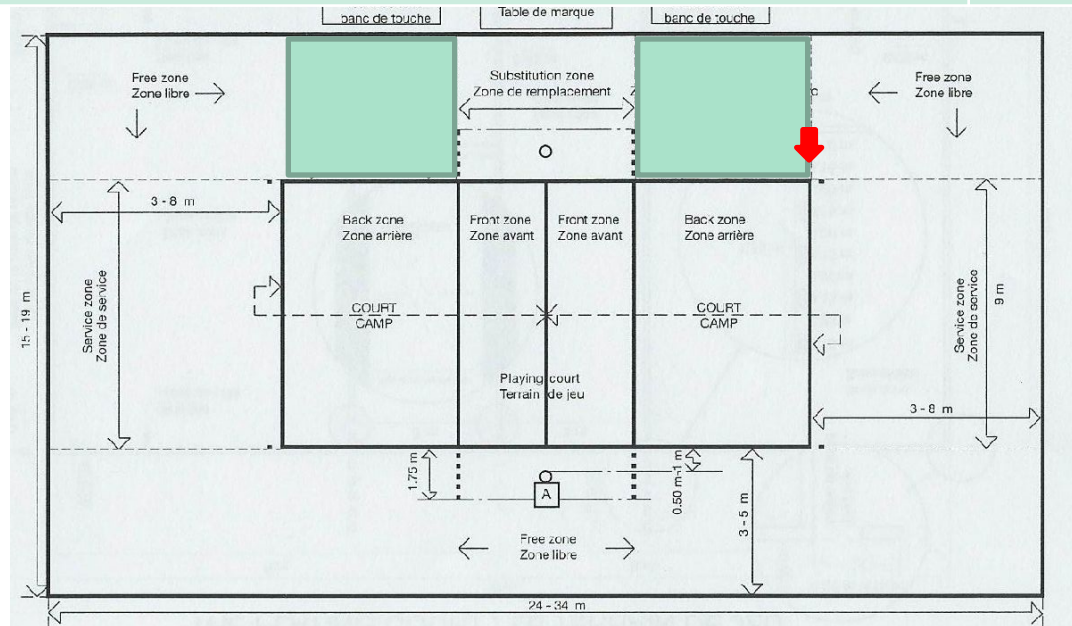 banc de touche
Table de marque
banc de touche
Free zone
Zone libre
Substitution zone
Zone de remplacement
Free zone
Zone libre
3 - 8 m
Back zone
Zone arrière
Front zone
Zone avant
Front zone
Zone avant
Back zone
Zone arrière
15 - 19 m
Service zone
Zone de service
COURT
CAMP
COURT
CAMP
Service zone
Zone de service
9 m
Playing court
Terrain de jeu
3 - 8 m
1.75 m
A
0.50 m-1 m
3 - 5 m
Free zone
Zone libre
24 - 34 m